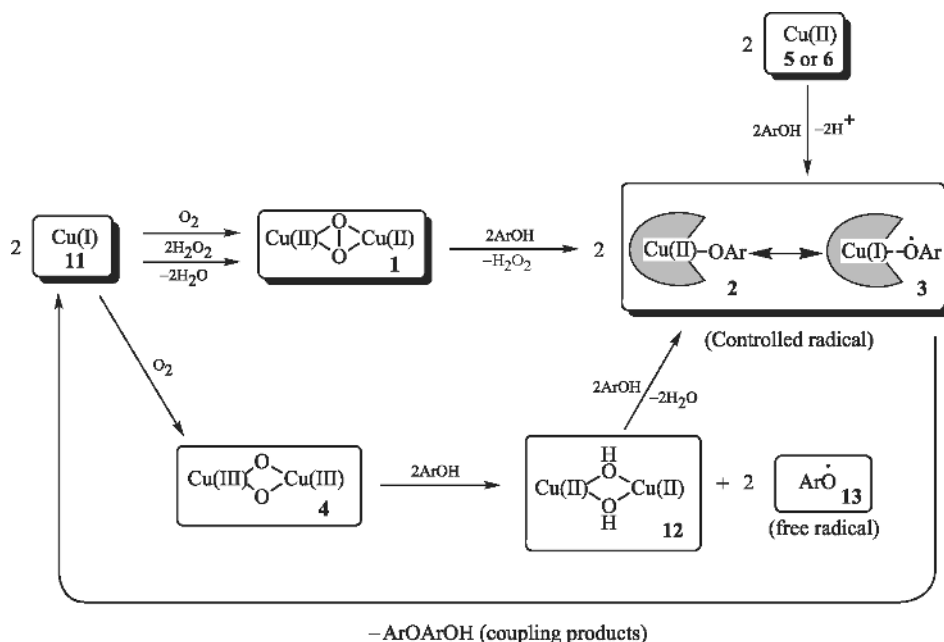 2 Cu(II)
5 or 6
2ArOH −2H+
2 Cu(I)
11
O2
2H2O2
−2H2O
O
Cu(II) Cu(II)
O
1
2ArOH
−H2O2
2 Cu(II)−OAr
2
Cu(I)--ȮAr
3
(Controlled radical)
O2
2ArOH
−2H2O
O
Cu(III) Cu(III)
O
4
2ArOH
H
O
Cu(II) Cu(II)
O
H
12
+ 2 ArȮ
13
(free radical)
−ArOArOH (coupling products)